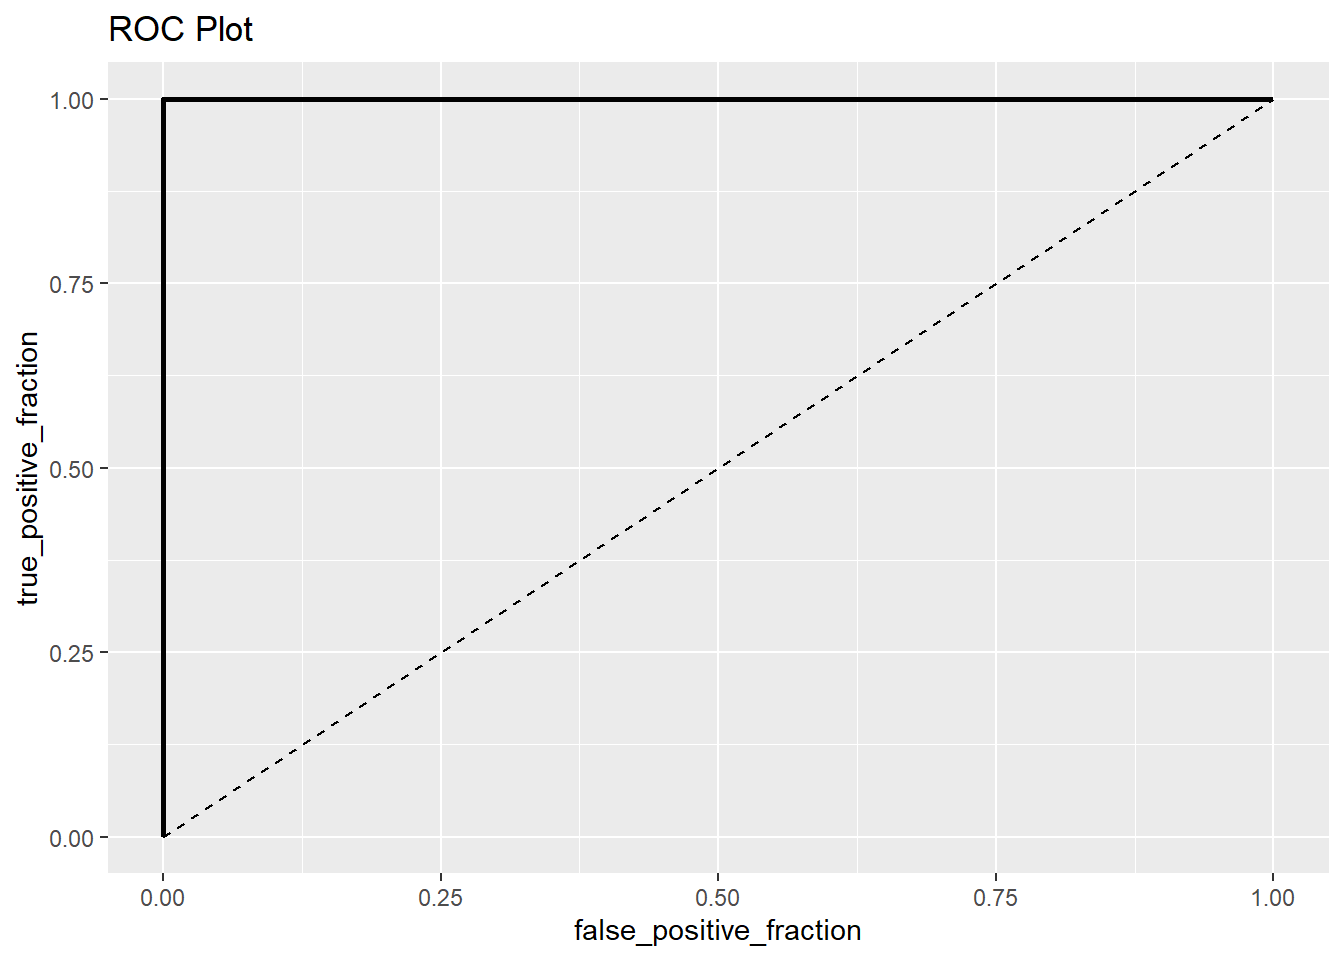 ROC Plot
true_positive_fraction
1.00
0.75
0.50
0.25
0.00
0.00 0.25 0.50 0.75 1.00
false_positive_fraction